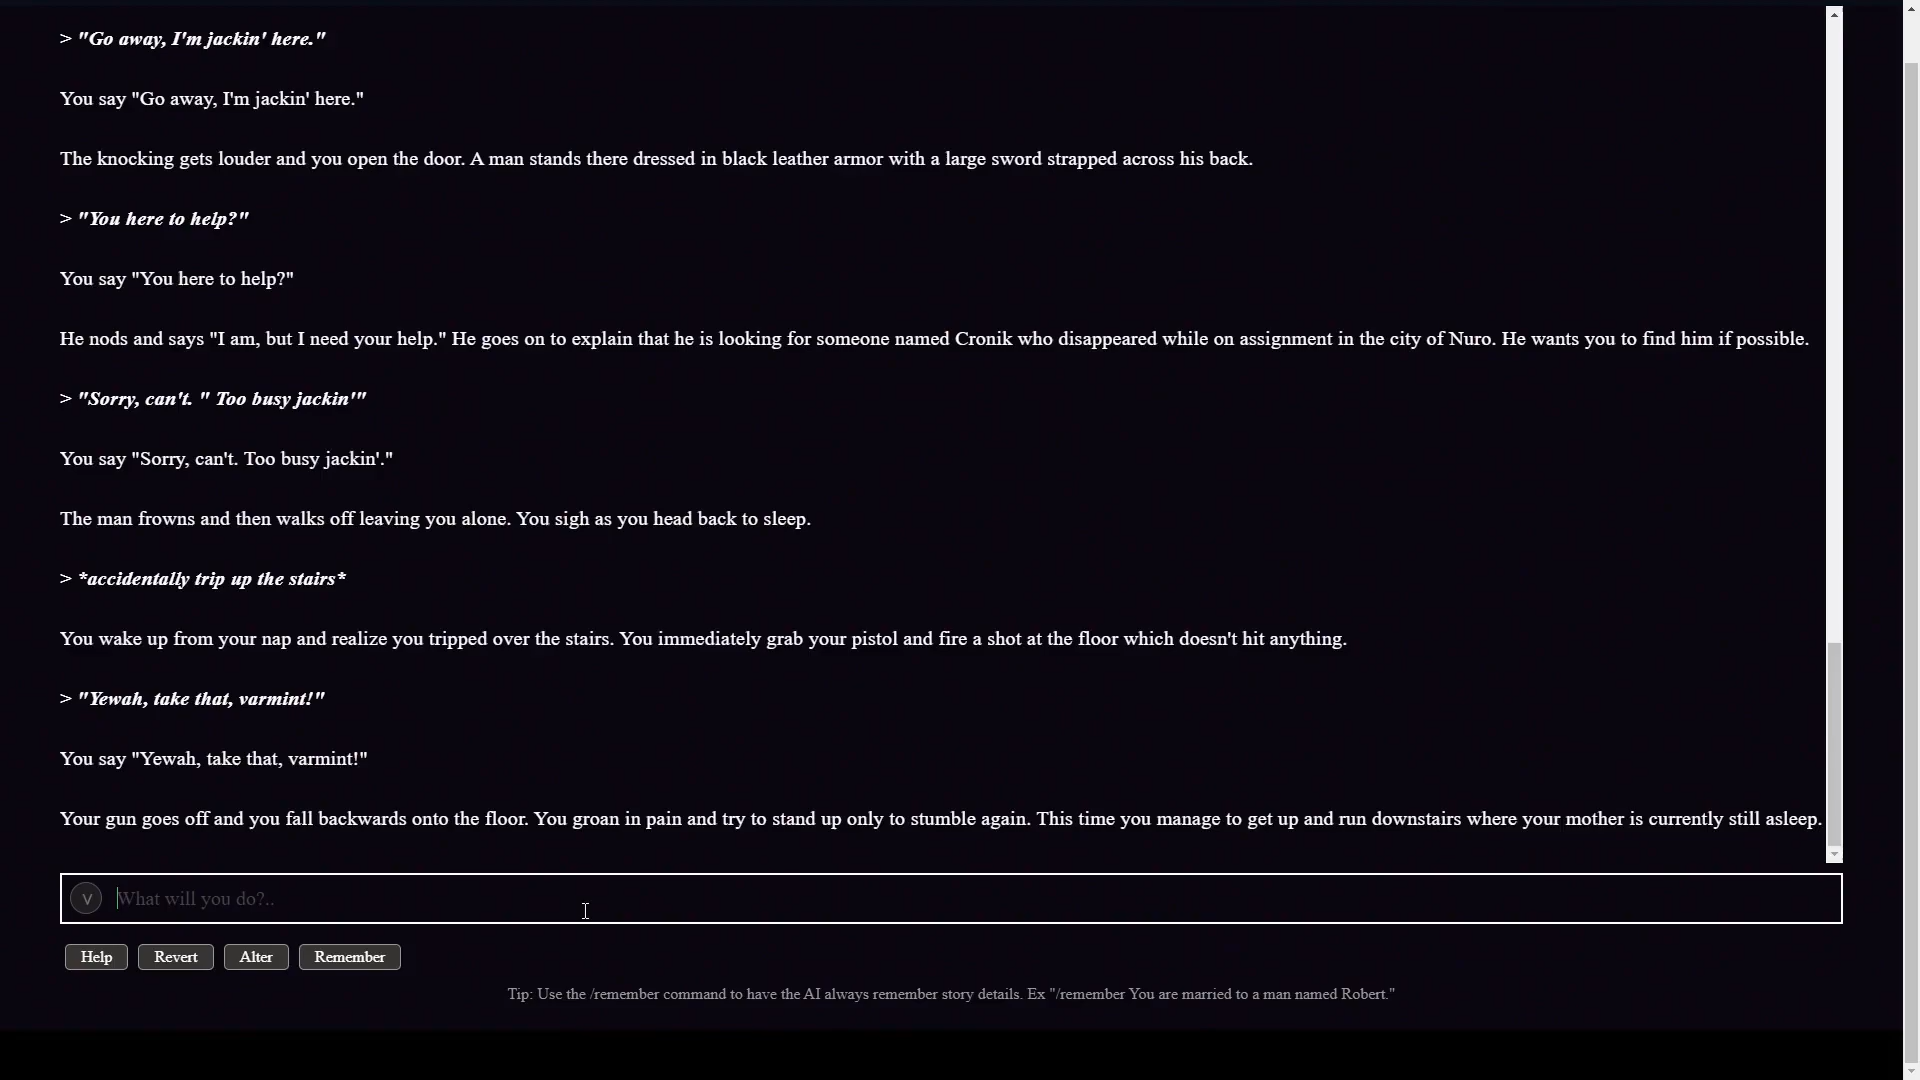 > "Go away, I'm jackin' here."
You say "Go away, I'm jackin' here."
The knocking gets louder and you open the door. A man stands there dressed in black leather armor with a large sword strapped across his back.
> "You here to help?"
You say "You here to help?"
He nods and says "I am, but I need your help." He goes on to explain that he is looking for someone named Cronik who disappeared while on assignment in the city of Nuro. He wants you to find him if possible.
> "Sorry, can't. " Too busy jackin'"
You say "Sorry, can't. Too busy jackin'."
The man frowns and then walks off leaving you alone. You sigh as you head back to sleep.
> *accidentally trip up the stairs*
You wake up from your nap and realize you tripped over the stairs. You immediately grab your pistol and fire a shot at the floor which doesn't hit anything.
> "Yewah, take that, varmint!"
You say "Yewah, take that, varmint!"
Your gun goes off and you fall backwards onto the floor. You groan in pain and try to stand up only to stumble again. This time you manage to get up and run downstairs where your mother is currently still asleep.
V What will you do?..
Help Revert Alter Remember
Tip: Use the /remember command to have the AI always remember story details. Ex "/remember You are married to a man named Robert."